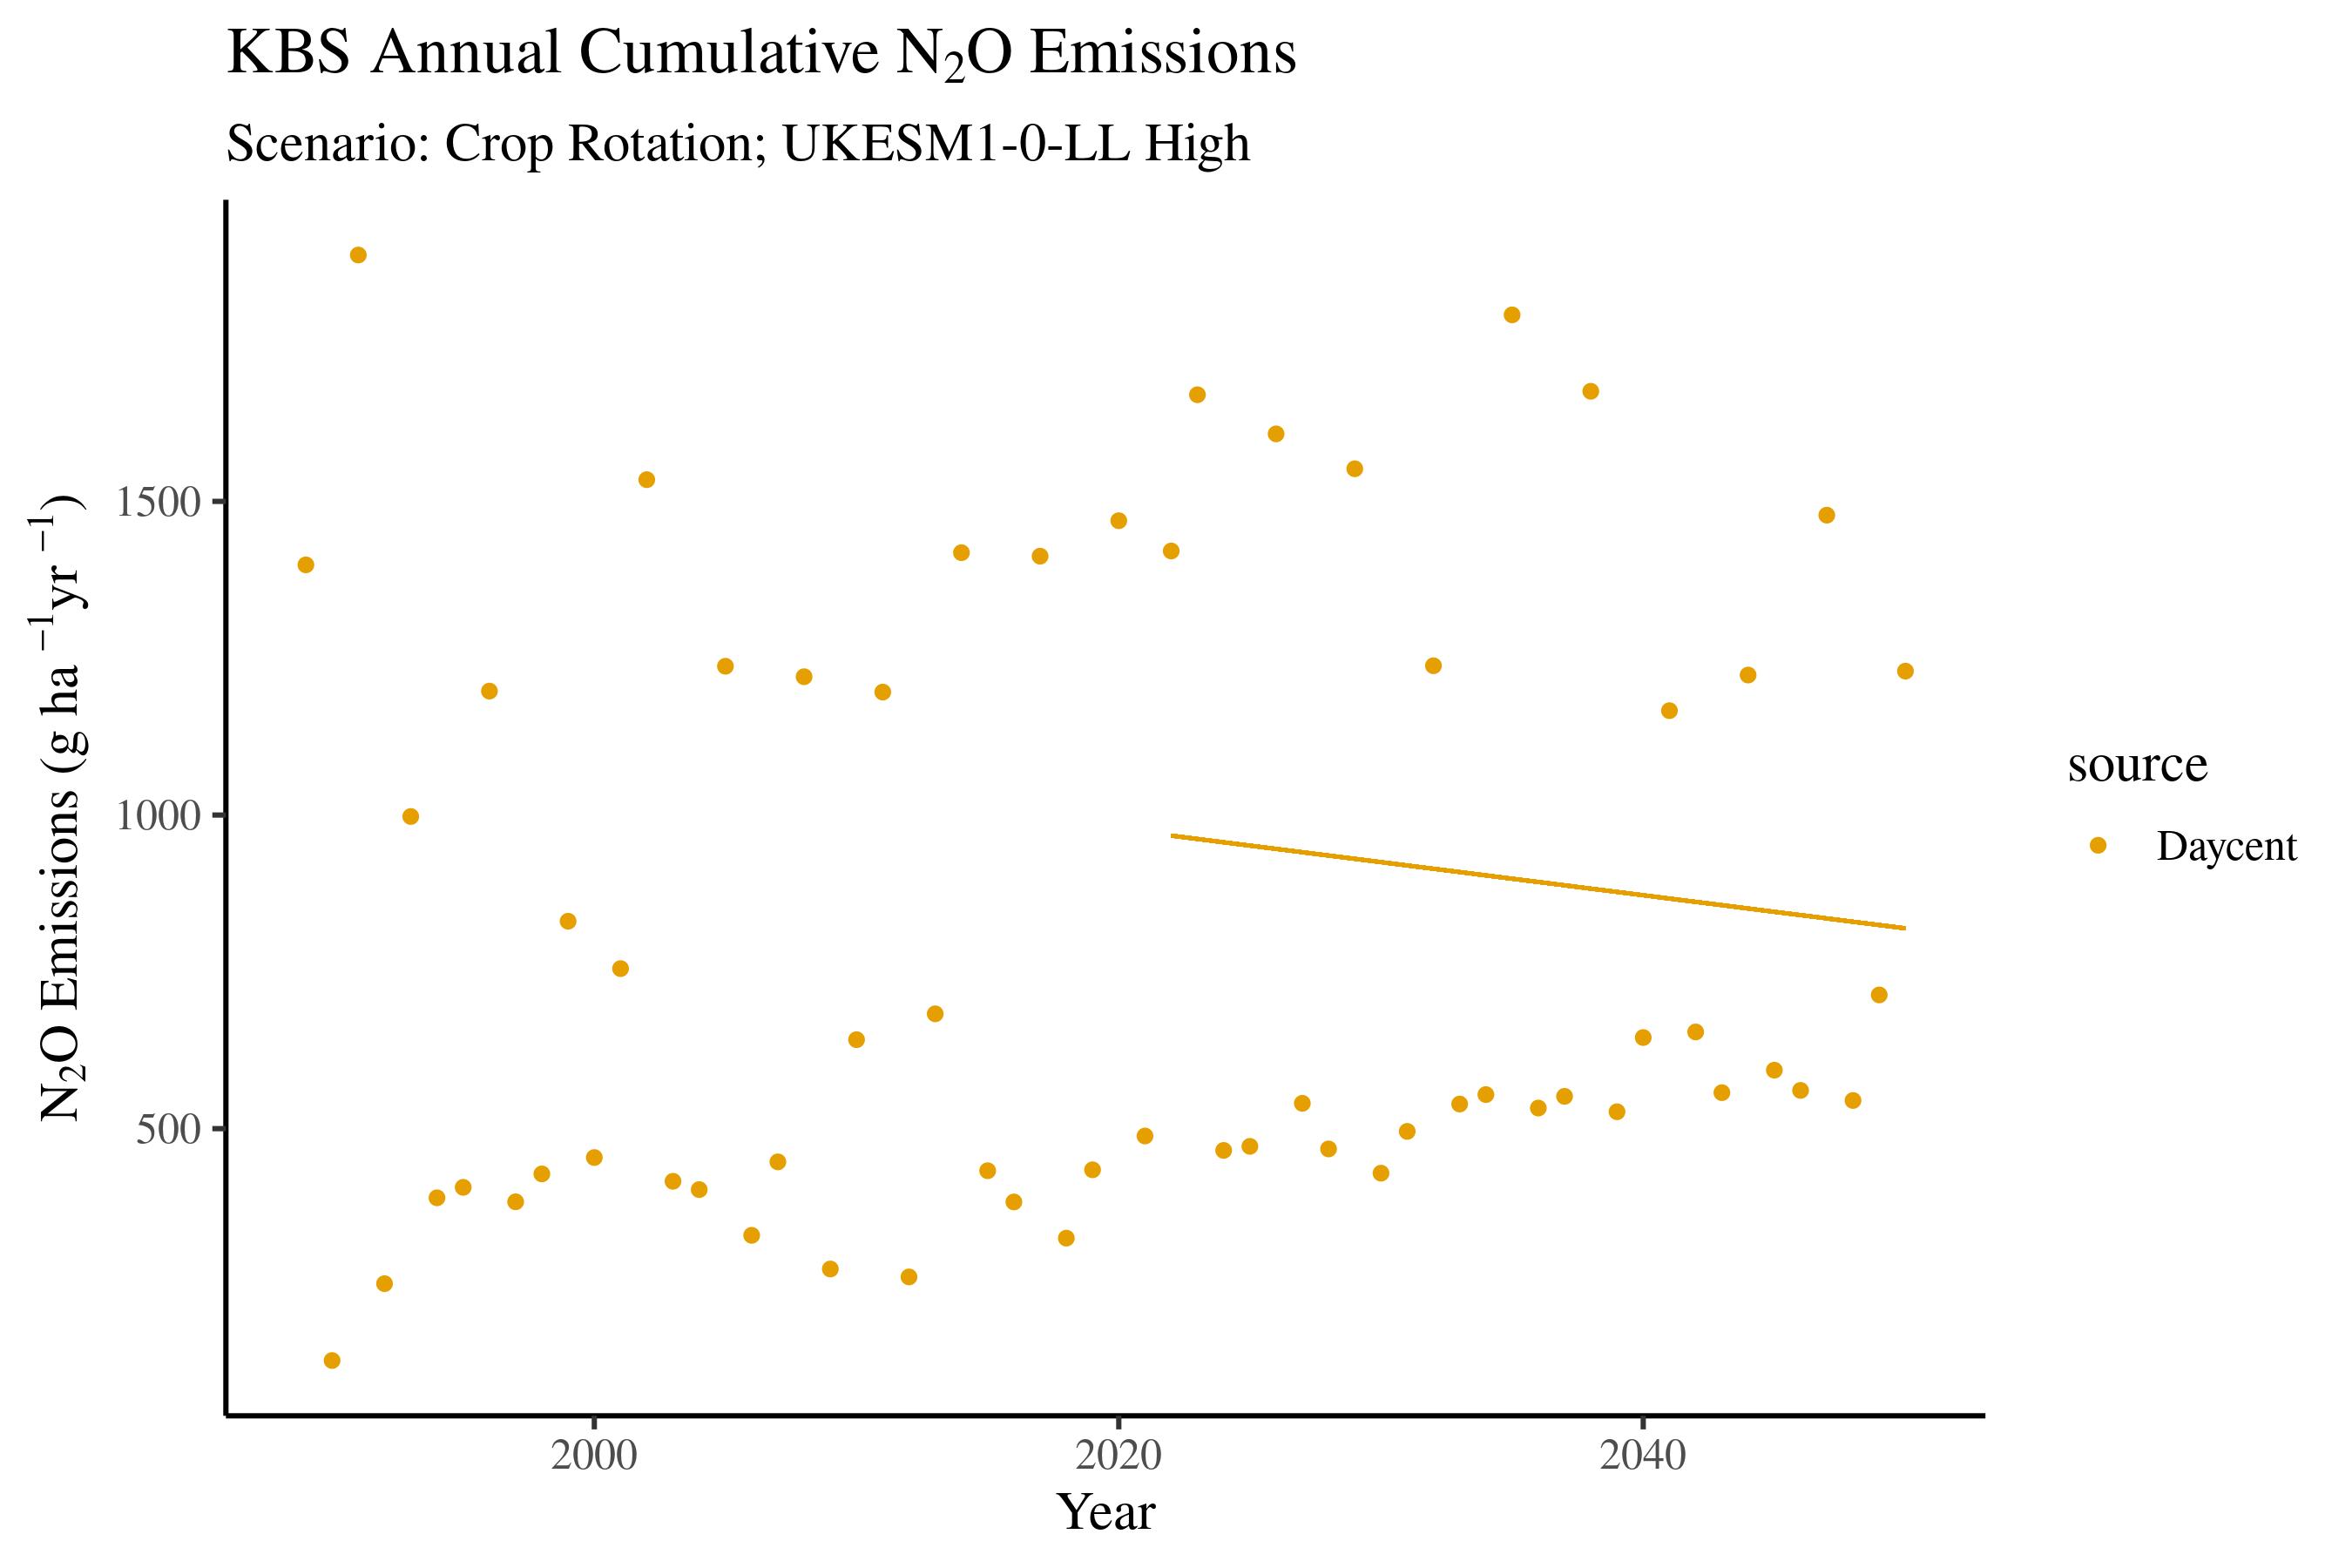 KBS Annual Cumulative N₂O Emissions
Scenario: Crop Rotation; UKESM1-0-LL High
N₂O Emissions (g ha⁻¹yr⁻¹)
1500
1000
500
2000
2020
2040
Year
source
Daycent